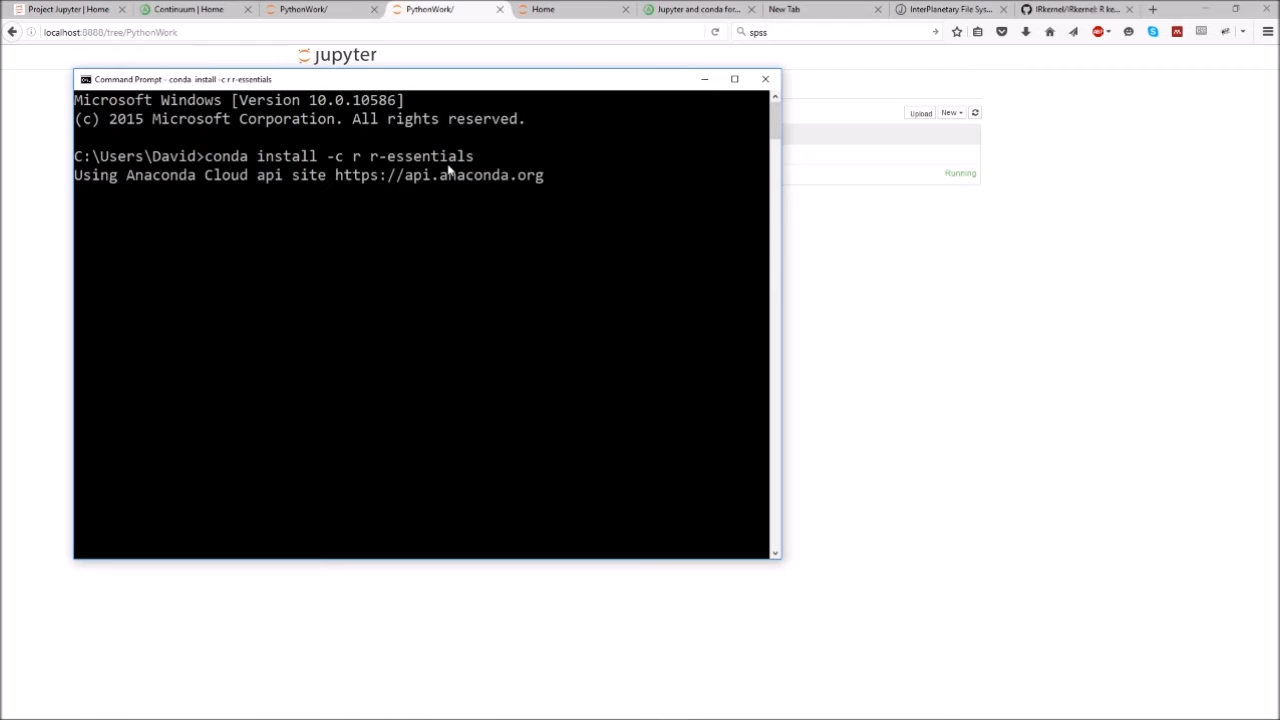 Project Jupyter | Home
Continuum | Home
PythonWork/
PythonWork/
Home
Jupyter and conda for...
New Tab
InterPlanetary File Sys...
IRkernel/IRkernel: R ke...
localhost:8888/tree/PythonWork
spss
jupyter
Command Prompt - conda install -c r r-essentials
Microsoft Windows [Version 10.0.10586]
(c) 2015 Microsoft Corporation. All rights reserved.
C:\Users\David>conda install -c r r-essentials
Using Anaconda Cloud api site https://api.anaconda.org
Upload New
Running